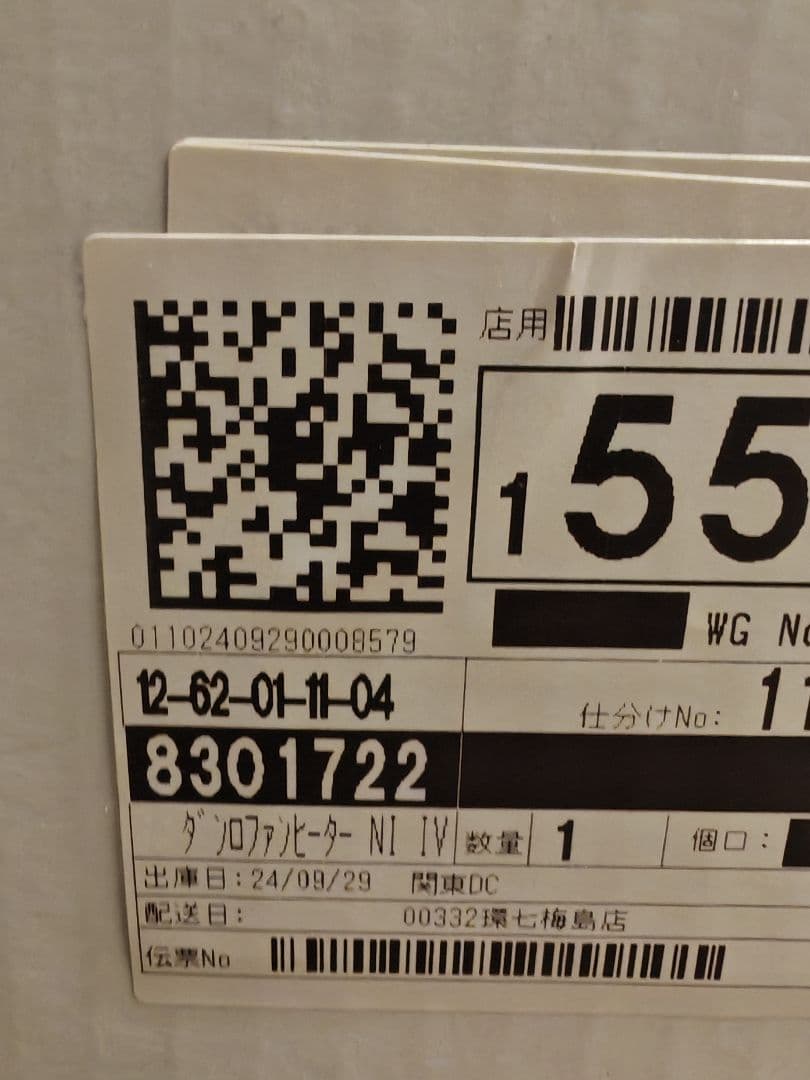 店用
155
WG No
01102409290008579
12-62-01-11-04
仕分けNo: 11
8301722
ダンロファンヒーター NI IV 数量 1 個口:
出庫日:24/09/29 関東DC
配送日: 00332環七梅島店
伝票No